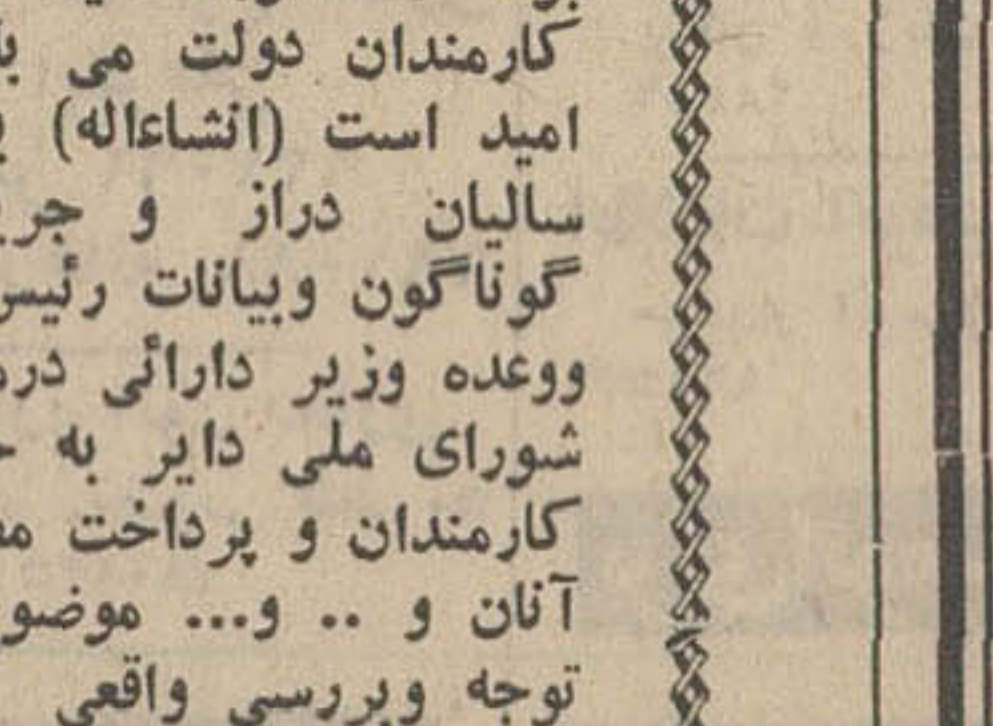 کارمندان دولت می
امید است (انشاءاله)
سالیان دراز و
گوناگون وبیانات رئیس
ووعده وزیر دارائی
شورای ملی دایر به
کارمندان و پرداخت
آنان و .. و...
توجه وبررسی واقعی